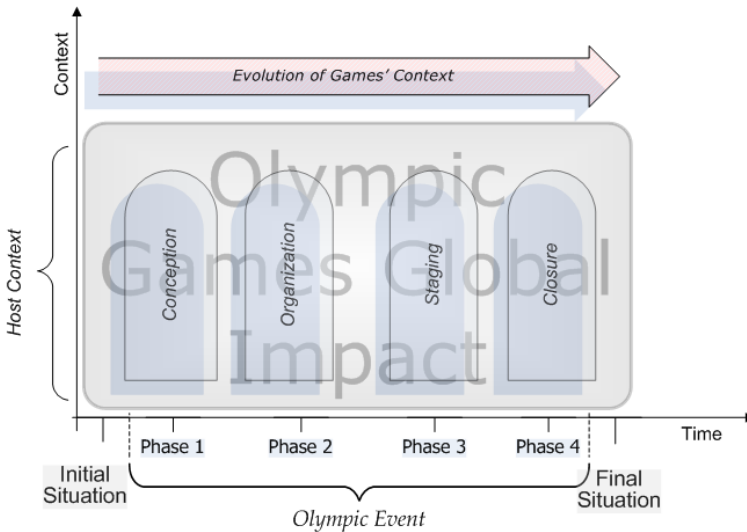 Context
Evolution of Games' Context
Host Context
Olympic
Games Global
Impact
Conception
Organization
Staging
Closure
Time
Phase 1
Phase 2
Phase 3
Phase 4
Initial
Situation
Final
Situation
Olympic Event